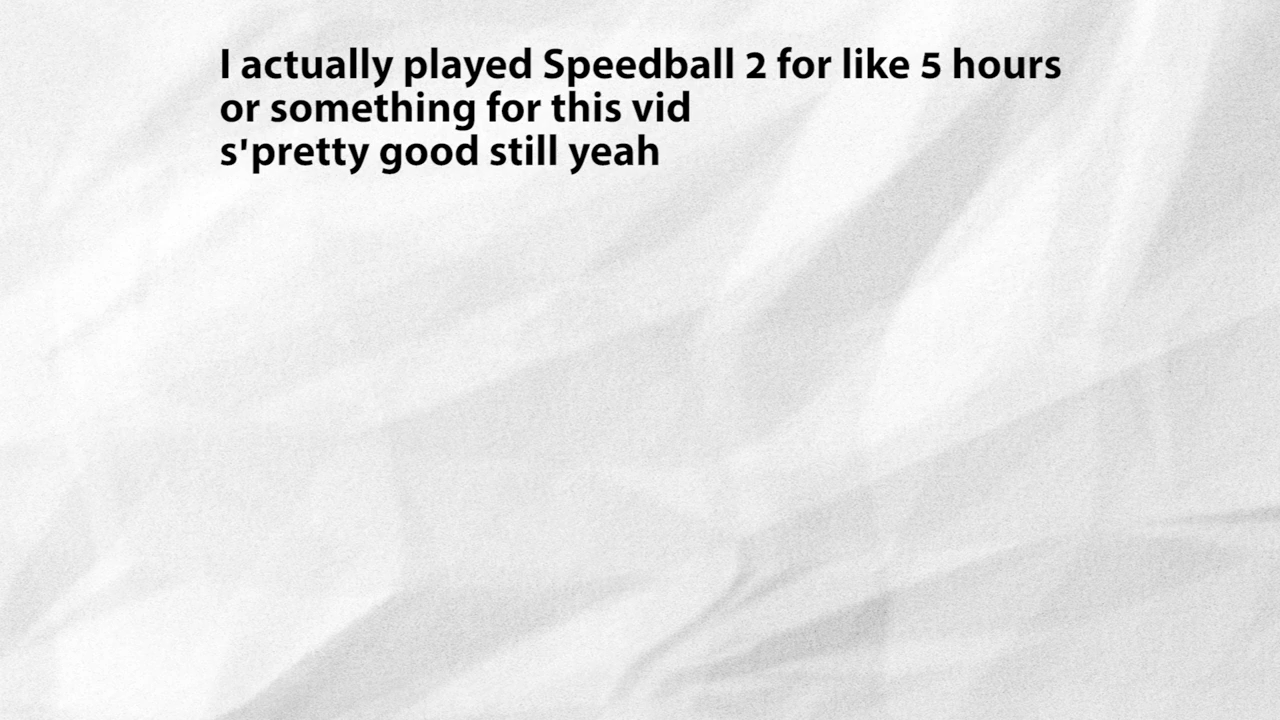 I actually played Speedball 2 for like 5 hours
or something for this vid
s'pretty good still yeah